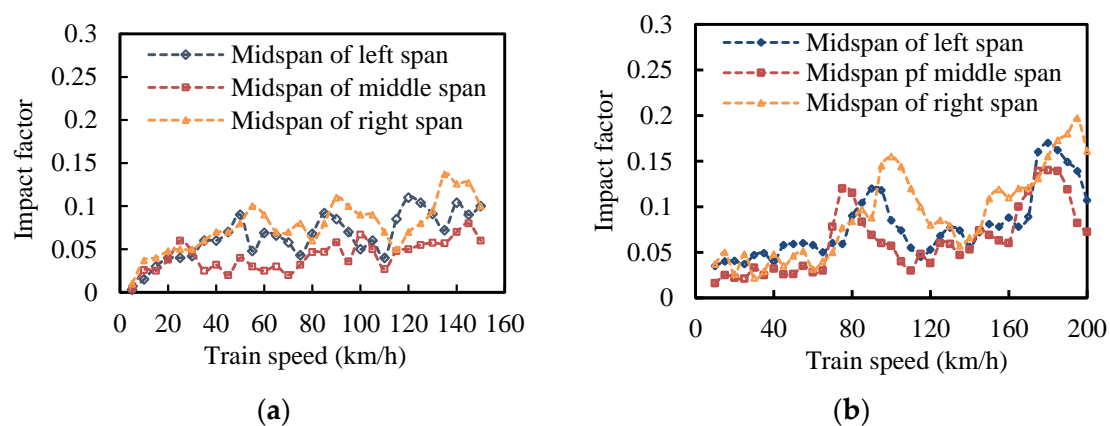 0.3
0.25
0.2
0.15
0.1
0.05
0
Impact factor
Midspan of left span
Midspan of middle span
Midspan of right span
0 20 40 60 80 100 120 140 160
Train speed (km/h)
(a)
0.3
0.25
0.2
0.15
0.1
0.05
0
Impact factor
Midspan of left span
Midspan pf middle span
Midspan of right span
0 40 80 120 160 200
Train speed (km/h)
(b)